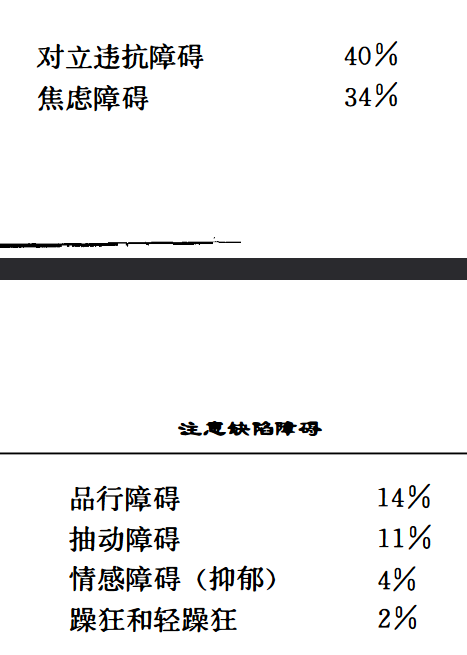 对立违抗障碍 40%
焦虑障碍 34%
注意缺陷障碍
品行障碍 14%
抽动障碍 11%
情感障碍（抑郁） 4%
躁狂和轻躁狂 2%